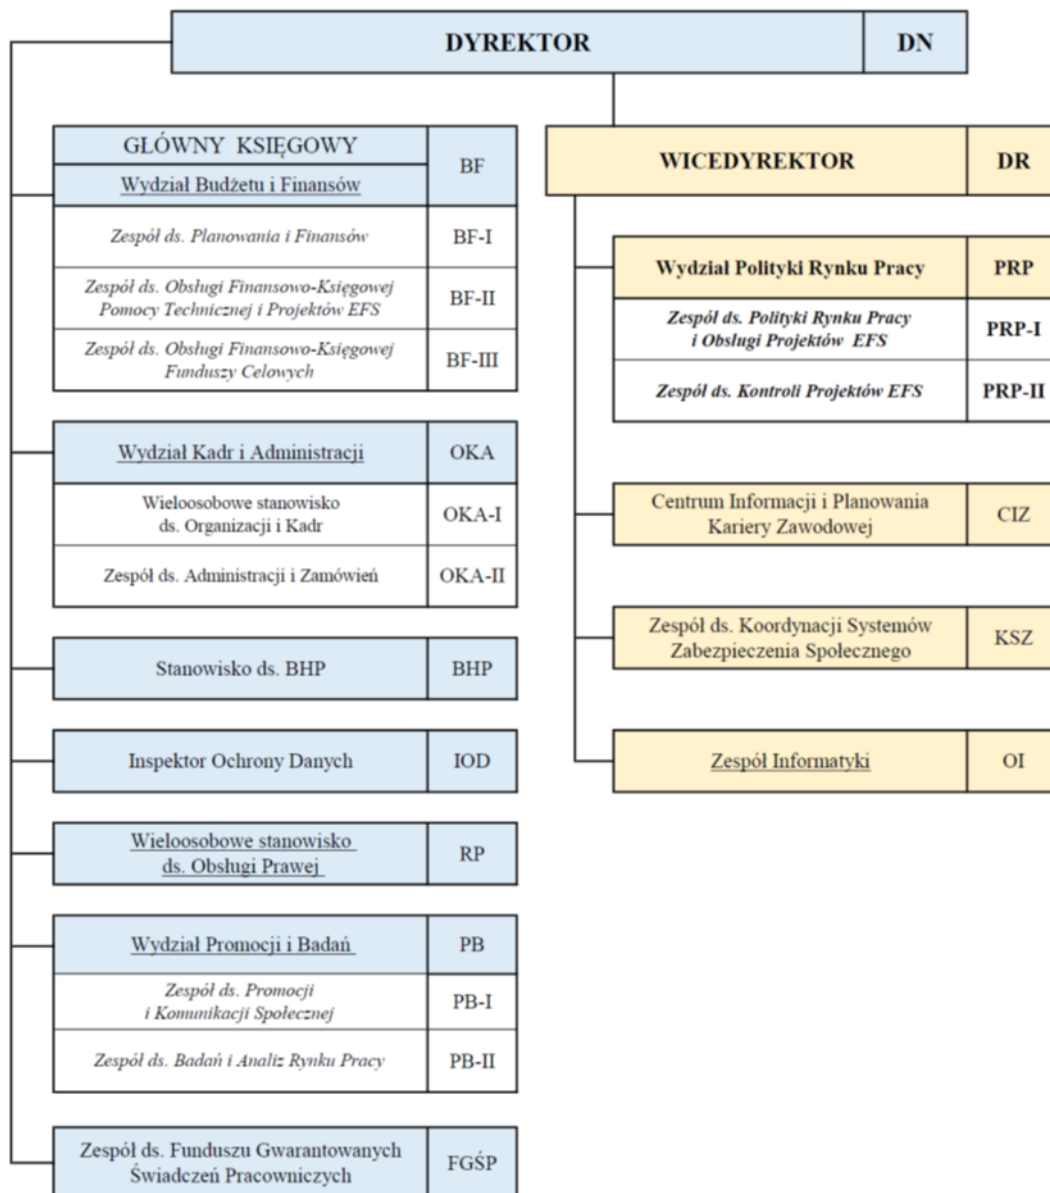 DYREKTOR DN
GŁÓWNY KSIĘGOWY
BF
Wydział Budżetu i Finansów
Zespół ds. Planowania i Finansów BF-I
Zespół ds. Obsługi Finansowo-Księgowej
Pomocy Technicznej i Projektów EFS
BF-II
Zespół ds. Obsługi Finansowo-Księgowej
Funduszy Celowych
BF-III
Wydział Kadr i Administracji OKA
Wieloosobowe stanowisko
ds. Organizacji i Kadr
OKA-I
Zespół ds. Administracji i Zamówień OKA-II
Stanowisko ds. BHP BHP
Inspektor Ochrony Danych IOD
Wieloosobowe stanowisko
ds. Obsługi Prawej
RP
Wydział Promocji i Badań PB
Zespół ds. Promocji
i Komunikacji Społecznej
PB-I
Zespół ds. Badań i Analiz Rynku Pracy PB-II
Zespół ds. Funduszu Gwarantowanych
Świadczeń Pracowniczych
FGŚP
WICEDYREKTOR DR
Wydział Polityki Rynku Pracy PRP
Zespół ds. Polityki Rynku Pracy
i Obsługi Projektów EFS
PRP-I
Zespół ds. Kontroli Projektów EFS PRP-II
Centrum Informacji i Planowania
Kariery Zawodowej
CIZ
Zespół ds. Koordynacji Systemów
Zabezpieczenia Społecznego
KSZ
Zespół Informatyki OI